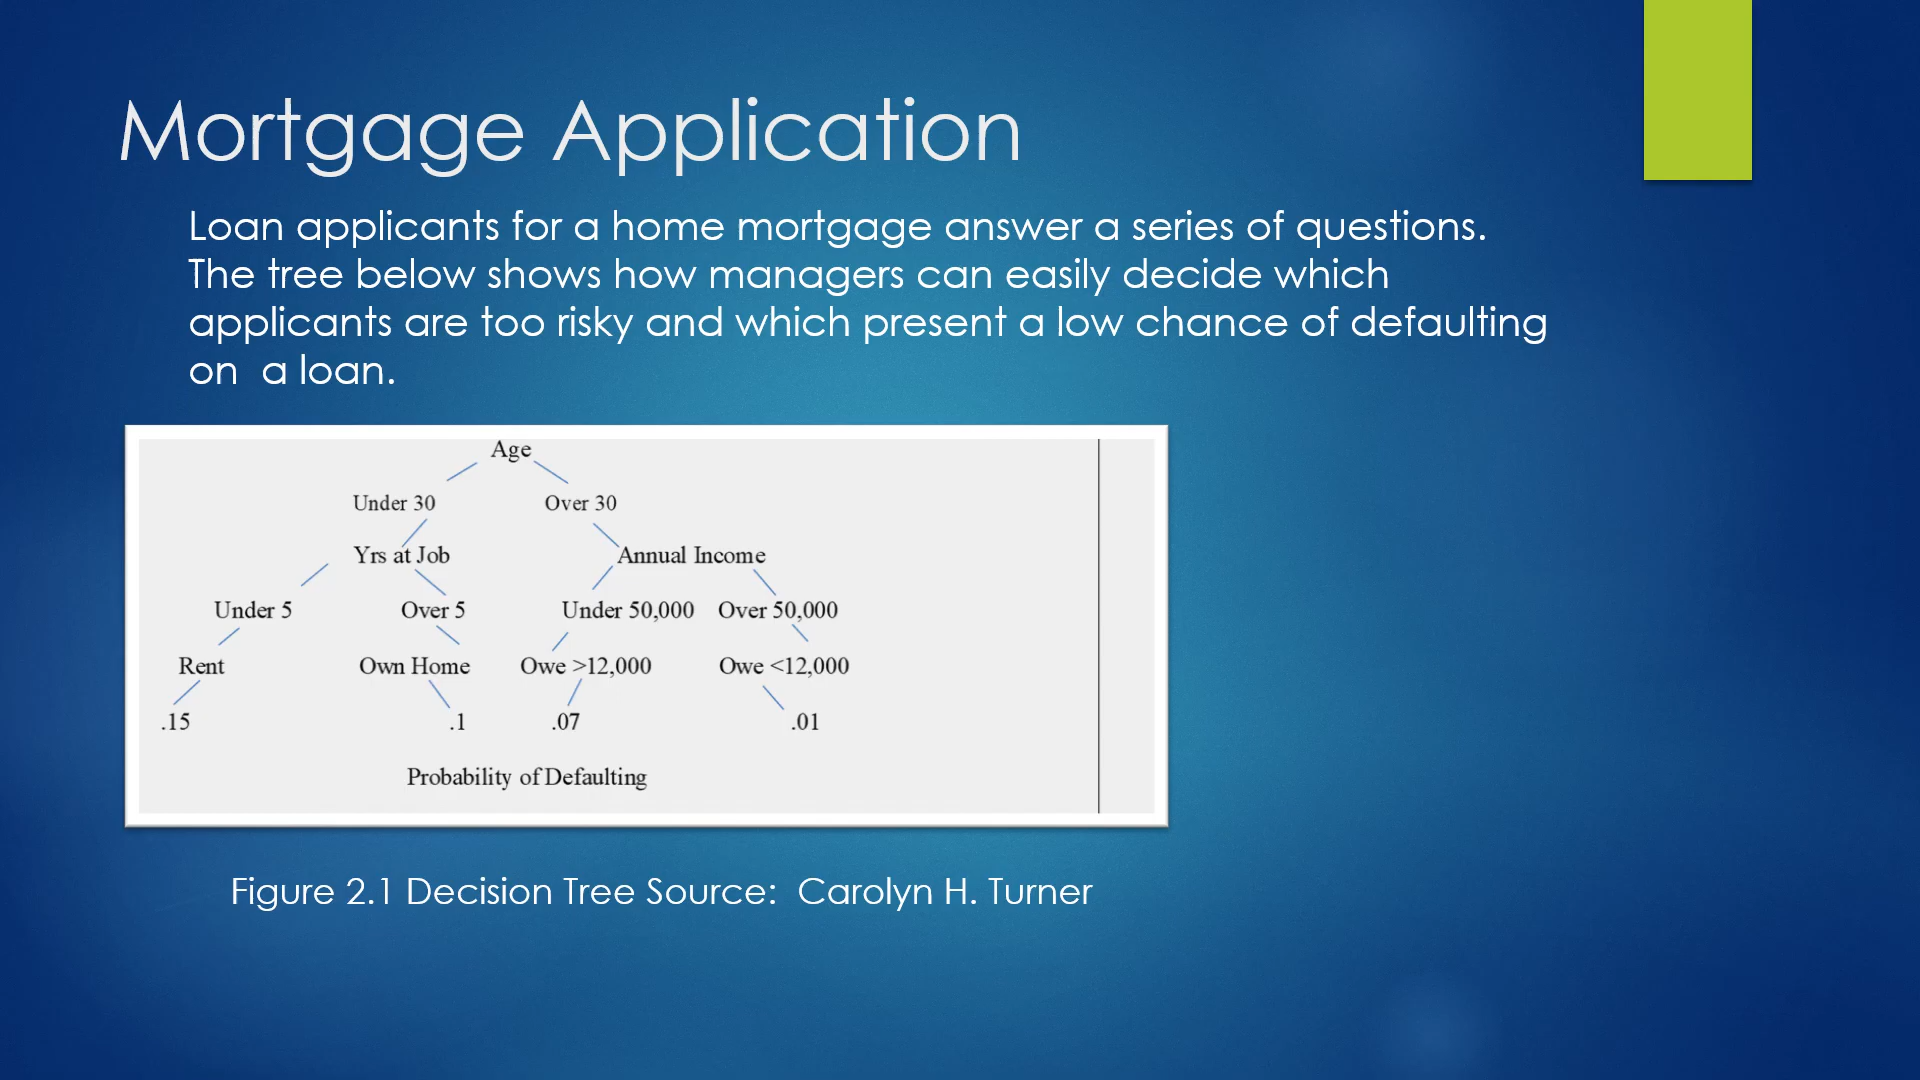 Mortgage Application
Loan applicants for a home mortgage answer a series of questions.
The tree below shows how managers can easily decide which
applicants are too risky and which present a low chance of defaulting
on  a loan.
Age
Under 30 Over 30
Yrs at Job Annual Income
Under 5 Over 5 Under 50,000 Over 50,000
Rent Own Home Owe >12,000 Owe <12,000
.15 .1 .07 .01
Probability of Defaulting
Figure 2.1 Decision Tree Source:  Carolyn H. Turner